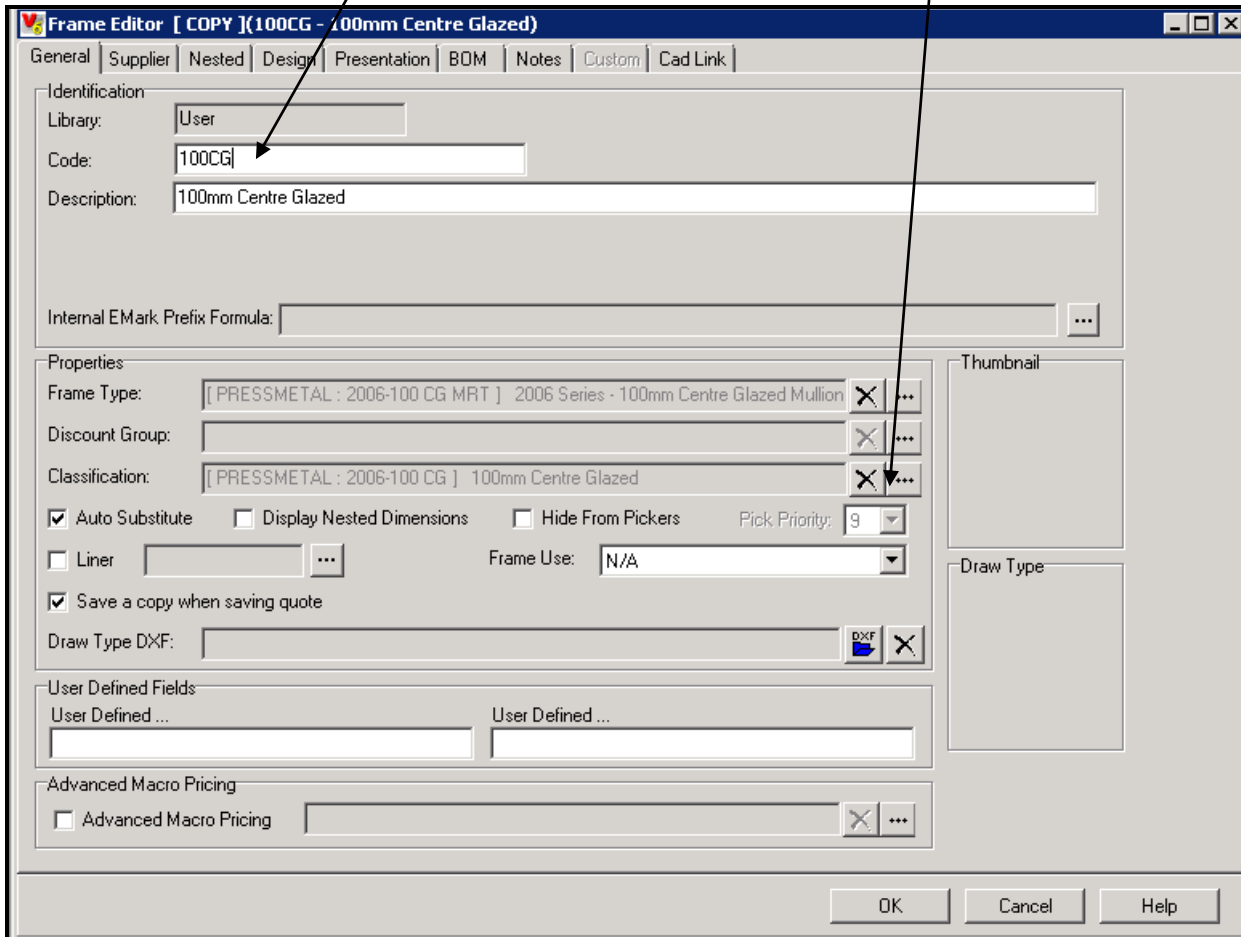 Frame Editor [ COPY ](100CG - 100mm Centre Glazed)
General Supplier Nested Design Presentation BOM Notes Custom Cad Link
Identification
Library: User
Code: 100CG
Description: 100mm Centre Glazed
Internal EMark Prefix Formula: ...
Properties
Frame Type: [ PRESSMETAL : 2006-100 CG MRT ] 2006 Series - 100mm Centre Glazed Mullion ...
Discount Group: ...
Classification: [ PRESSMETAL : 2006-100 CG ] 100mm Centre Glazed ...
Auto Substitute Display Nested Dimensions Hide From Pickers Pick Priority: 9
Liner ... Frame Use: N/A
Save a copy when saving quote
Draw Type DXF: DXF
Thumbnail
Draw Type
User Defined Fields
User Defined ... User Defined ...
Advanced Macro Pricing
Advanced Macro Pricing ...
OK Cancel Help